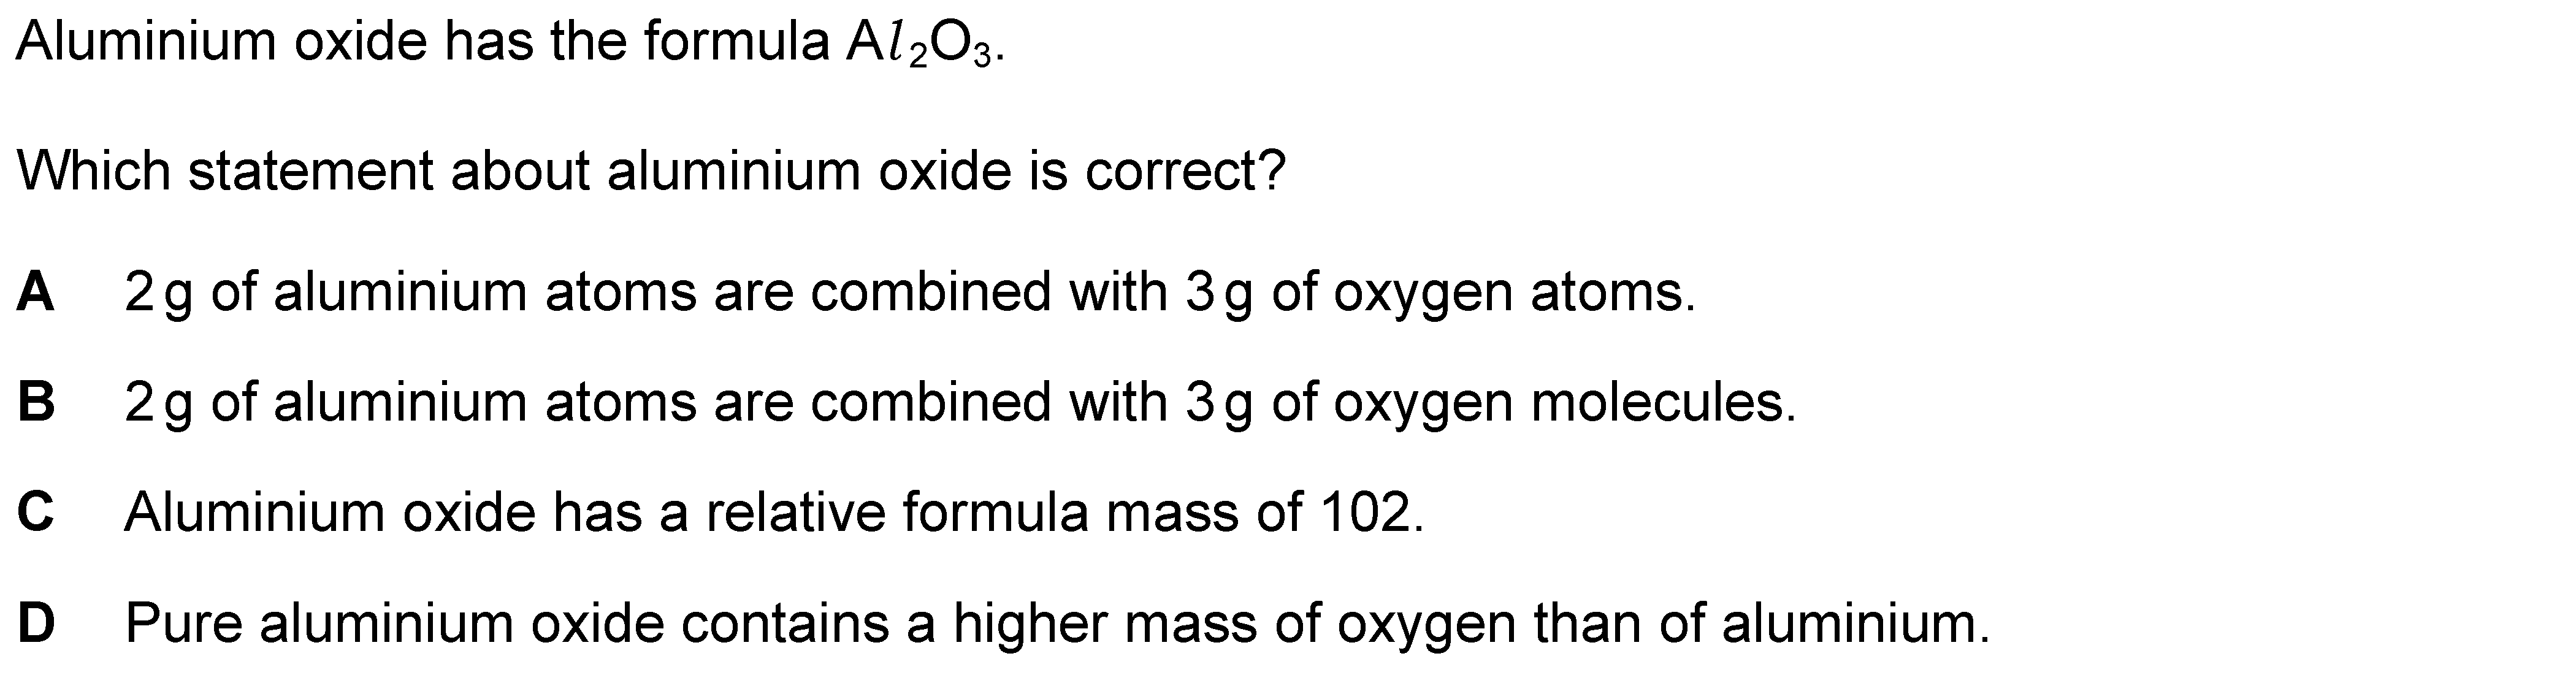 Aluminium oxide has the formula Al₂O₃.
Which statement about aluminium oxide is correct?
A 2 g of aluminium atoms are combined with 3 g of oxygen atoms.
B 2 g of aluminium atoms are combined with 3 g of oxygen molecules.
C Aluminium oxide has a relative formula mass of 102.
D Pure aluminium oxide contains a higher mass of oxygen than of aluminium.